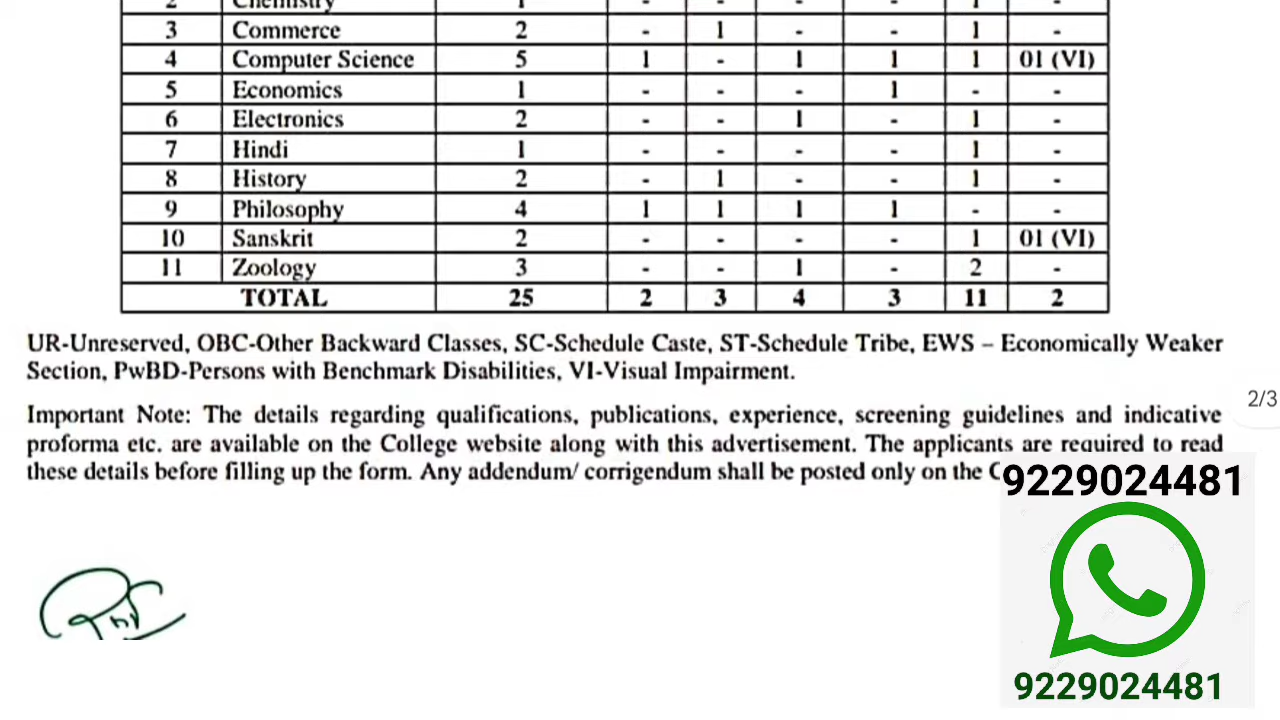 2 Chemistry 1 - - - - 1 -
3 Commerce 2 - 1 - - 1 -
4 Computer Science 5 1 - 1 1 1 01 (VI)
5 Economics 1 - - - 1 - -
6 Electronics 2 - - 1 - 1 -
7 Hindi 1 - - - - 1 -
8 History 2 - 1 - - 1 -
9 Philosophy 4 1 1 1 1 - -
10 Sanskrit 2 - - - - 1 01 (VI)
11 Zoology 3 - - 1 - 2 -
TOTAL 25 2 3 4 3 11 2
UR-Unreserved, OBC-Other Backward Classes, SC-Schedule Caste, ST-Schedule Tribe, EWS – Economically Weaker
Section, PwBD-Persons with Benchmark Disabilities, VI-Visual Impairment.
2/3
Important Note: The details regarding qualifications, publications, experience, screening guidelines and indicative
proforma etc. are available on the College website along with this advertisement. The applicants are required to read
these details before filling up the form. Any addendum/ corrigendum shall be posted only on the
9229024481
9229024481